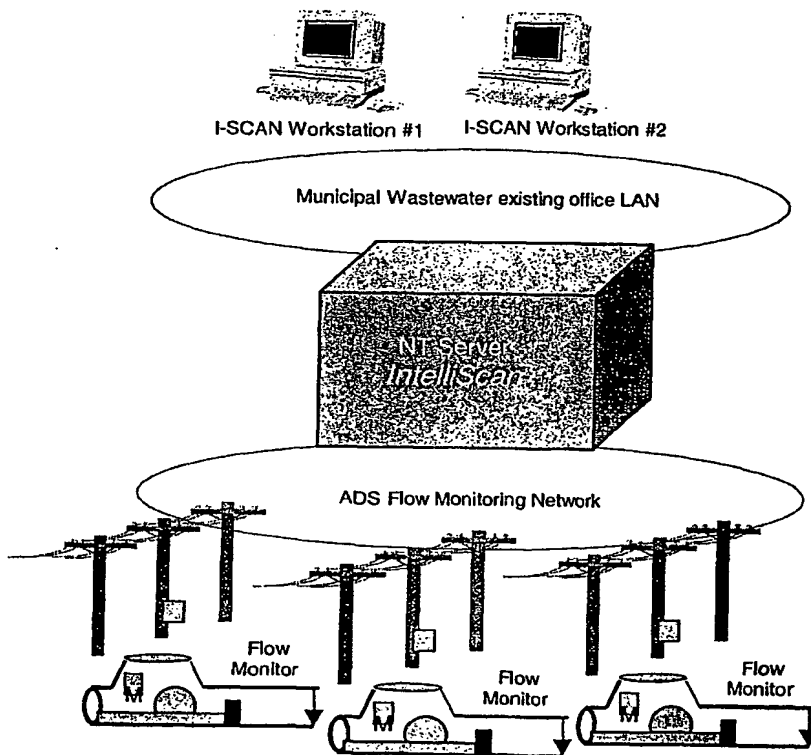 I-SCAN Workstation #1
I-SCAN Workstation #2
Municipal Wastewater existing office LAN
NT Server
IntelliScan
ADS Flow Monitoring Network
Flow
Monitor
Flow
Monitor
Flow
Monitor